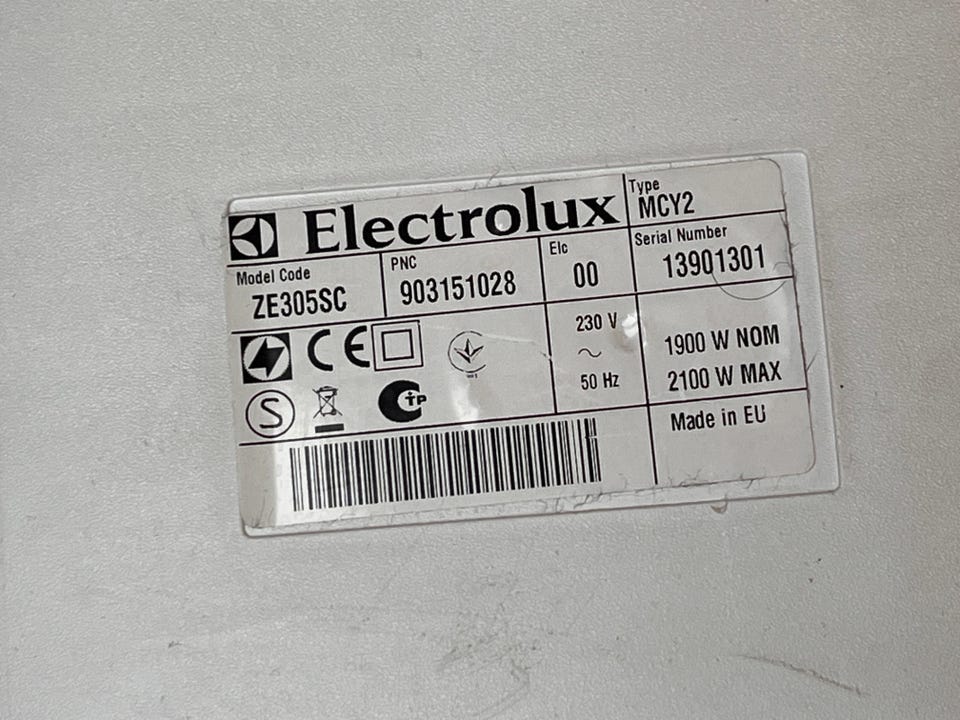 Electrolux
Type
MCY2
Model Code
ZE305SC
PNC
903151028
Elc
00
Serial Number
13901301
CE
230 V
~
50 Hz
1900 W NOM
2100 W MAX
S
Made in EU